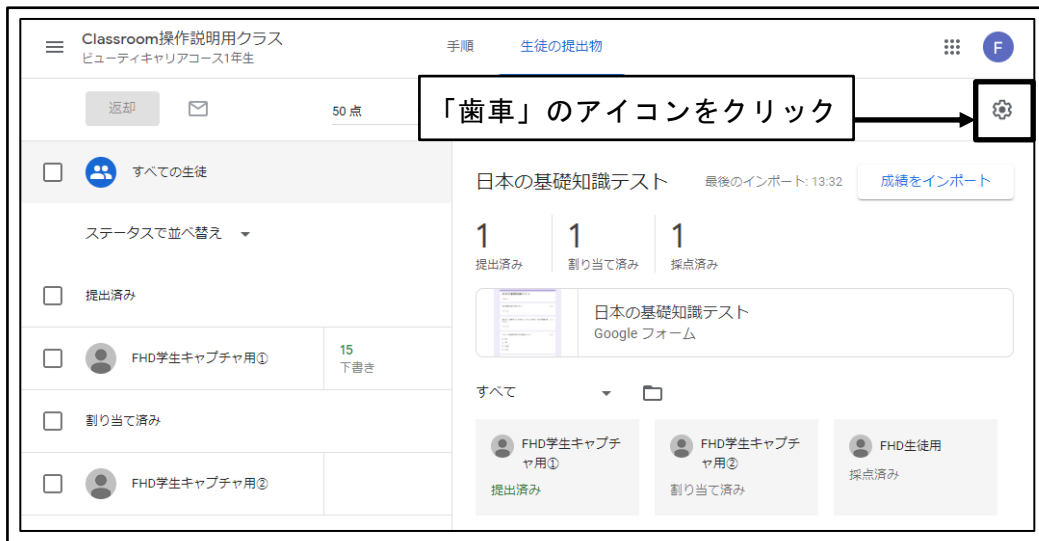 Classroom操作説明用クラス
ビューティキャリアコース1年生
手順
生徒の提出物
F
返却
50 点
「歯車」のアイコンをクリック
すべての生徒
ステータスで並べ替え
提出済み
FHD学生キャプチャ用①
15
下書き
割り当て済み
FHD学生キャプチャ用②
日本の基礎知識テスト
最後のインポート: 13:32
成績をインポート
1
提出済み
1
割り当て済み
1
採点済み
日本の基礎知識テスト
Google フォーム
すべて
FHD学生キャプチ
ャ用①
提出済み
FHD学生キャプチ
ャ用②
割り当て済み
FHD生徒用
採点済み